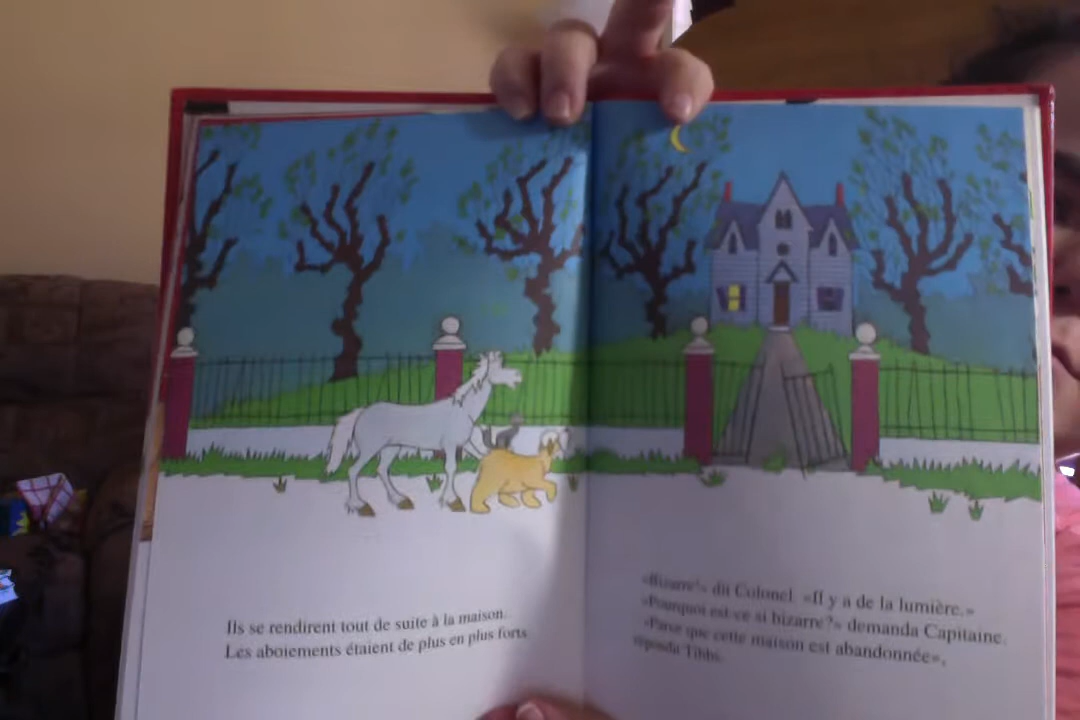 Ils se rendirent tout de suite à la maison.
Les aboiements étaient de plus en plus forts
«Bizarre!» dit Colonel. «Il y a de la lumière.»
«Pourquoi est-ce si bizarre?» demanda Capitaine.
«Parce que cette maison est abandonnée»,
répondit Tibbs.